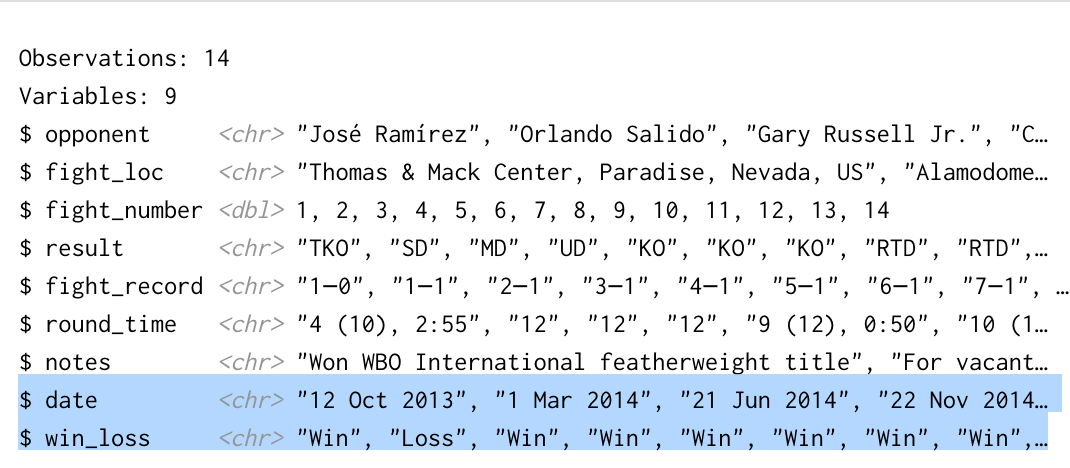 Observations: 14
Variables: 9
$ opponent <chr> "José Ramírez", "Orlando Salido", "Gary Russell Jr.", "C…
$ fight_loc <chr> "Thomas & Mack Center, Paradise, Nevada, US", "Alamodome…
$ fight_number <dbl> 1, 2, 3, 4, 5, 6, 7, 8, 9, 10, 11, 12, 13, 14
$ result <chr> "TKO", "SD", "MD", "UD", "KO", "KO", "KO", "RTD", "RTD",…
$ fight_record <chr> "1–0", "1–1", "2–1", "3–1", "4–1", "5–1", "6–1", "7–1", …
$ round_time <chr> "4 (10), 2:55", "12", "12", "12", "9 (12), 0:50", "10 (1…
$ notes <chr> "Won WBO International featherweight title", "For vacant…
$ date <chr> "12 Oct 2013", "1 Mar 2014", "21 Jun 2014", "22 Nov 2014…
$ win_loss <chr> "Win", "Loss", "Win", "Win", "Win", "Win", "Win", "Win",…